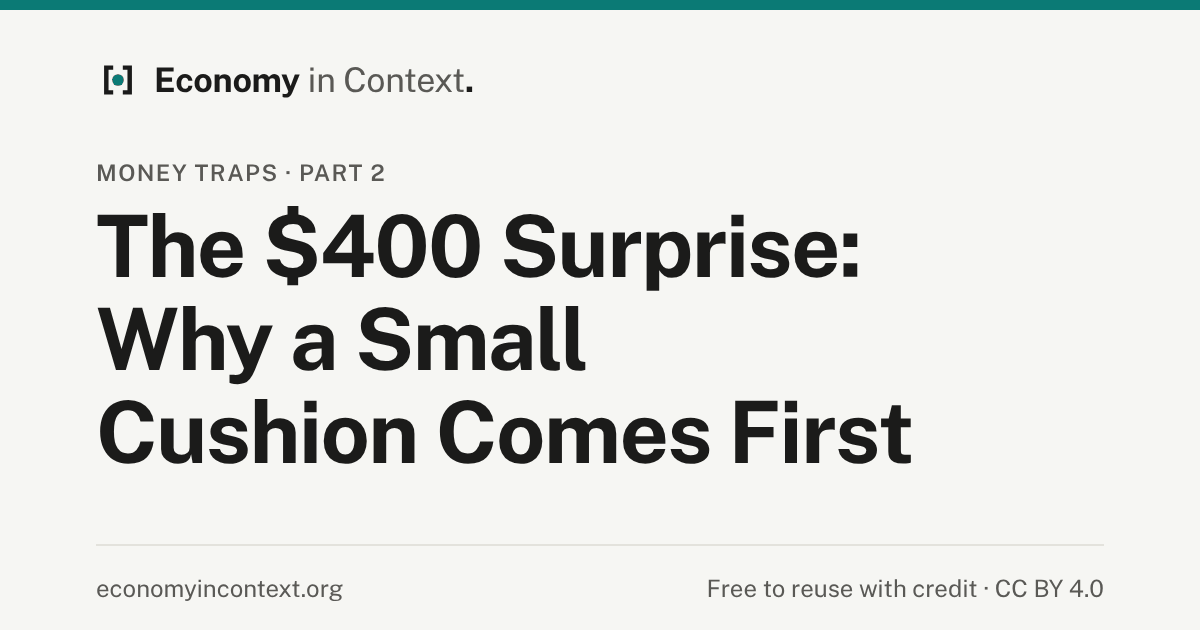 Economy in Context.
MONEY TRAPS · PART 2
The $400 Surprise:
Why a Small
Cushion Comes First
economyincontext.org
Free to reuse with credit · CC BY 4.0